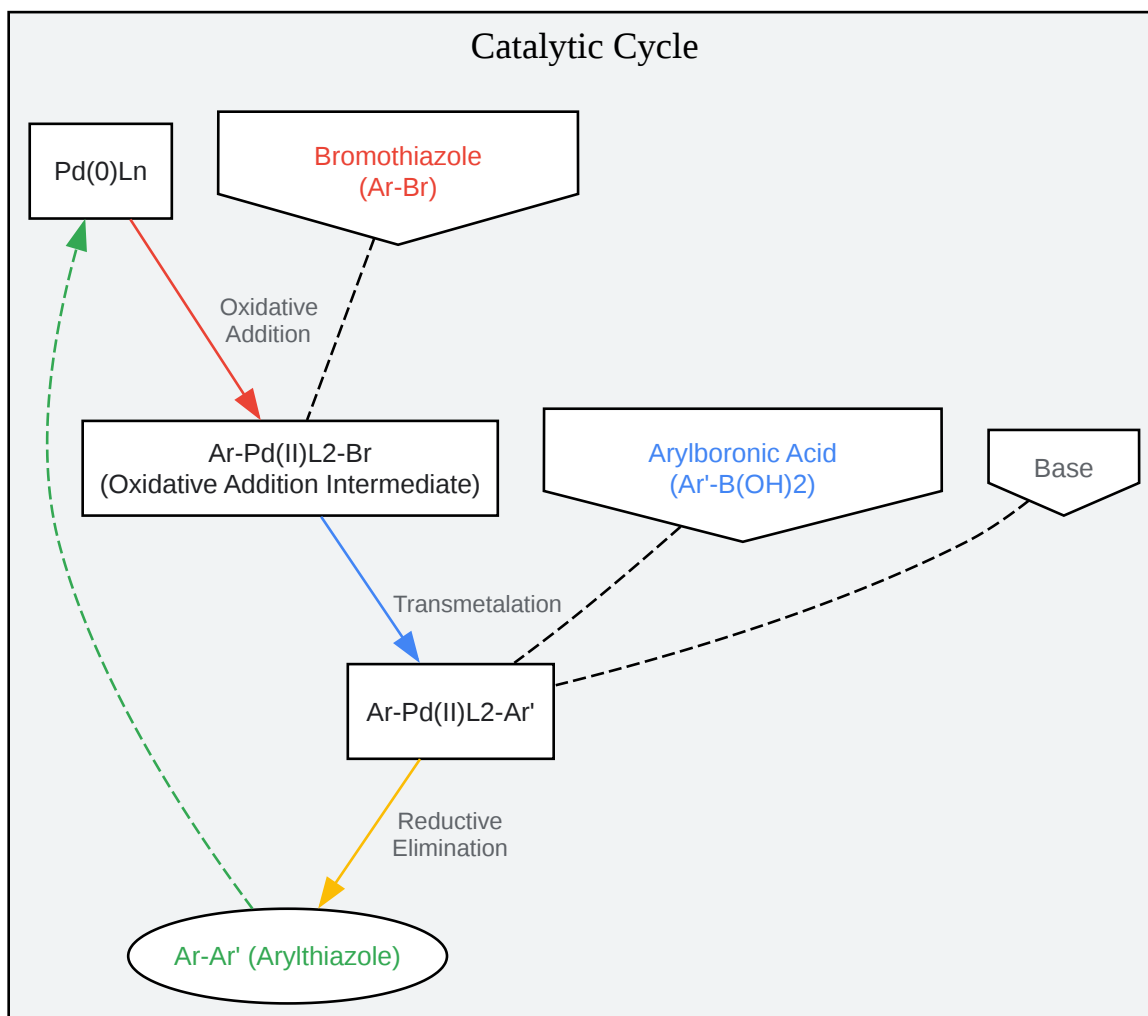 Catalytic Cycle
Pd(0)Ln
Bromothiazole
(Ar-Br)
Oxidative
Addition
Ar-Pd(II)L2-Br
(Oxidative Addition Intermediate)
Arylboronic Acid
(Ar'-B(OH)2)
Base
Transmetalation
Ar-Pd(II)L2-Ar'
Reductive
Elimination
Ar-Ar' (Arylthiazole)